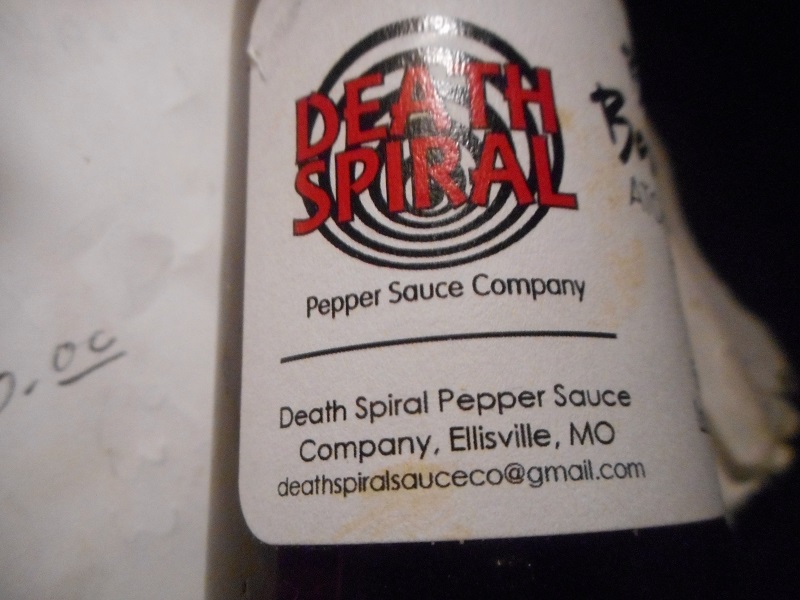 DEATH
SPIRAL
Pepper Sauce Company
Death Spiral Pepper Sauce
Company, Ellisville, MO
deathspiralsauceco@gmail.com